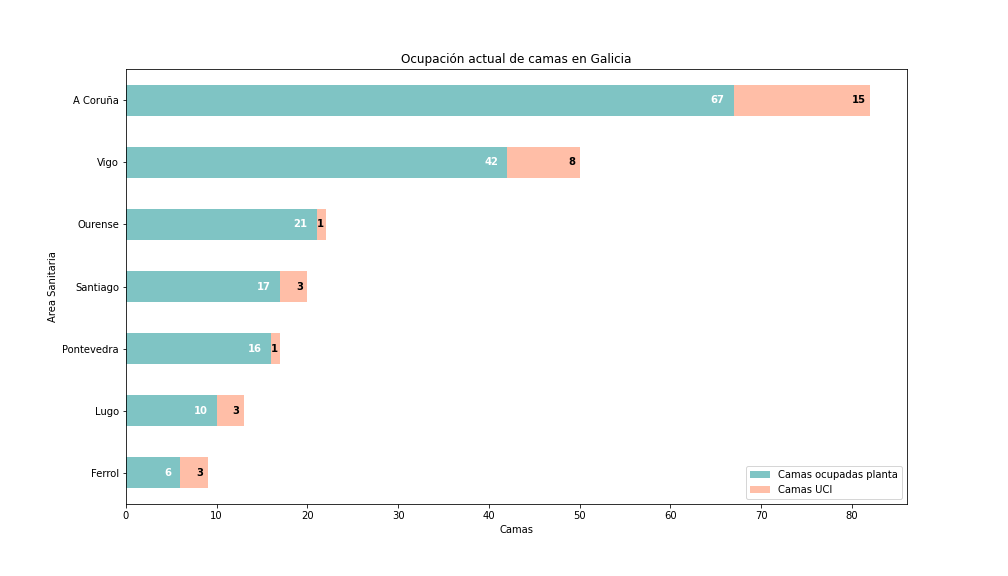 Ocupación actual de camas en Galicia
A Coruña 67 15
Vigo 42 8
Ourense 21 1
Santiago 17 3
Pontevedra 16 1
Lugo 10 3
Ferrol 6 3
Area Sanitaria
Camas ocupadas planta
Camas UCI
0 10 20 30 40 50 60 70 80
Camas